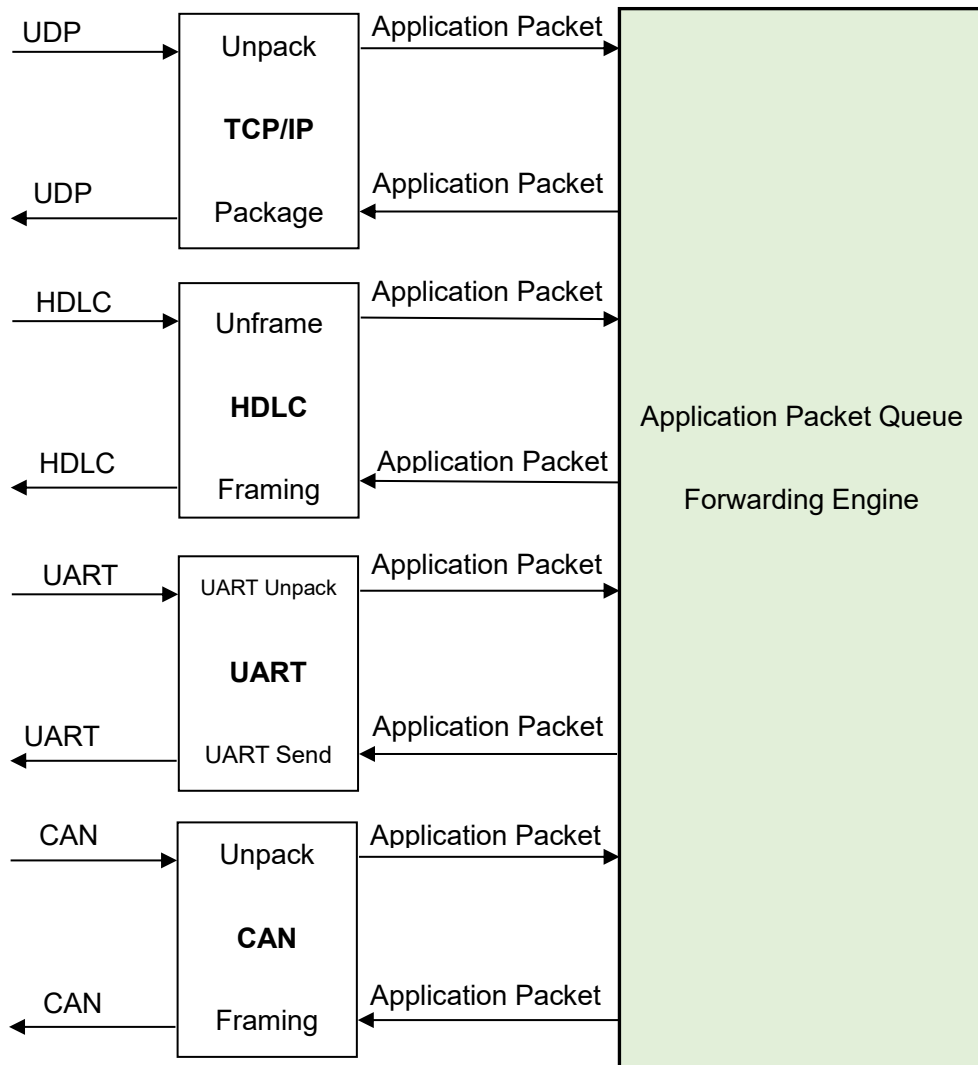 UDP
Unpack
Application Packet
TCP/IP
UDP
Package
Application Packet
HDLC
Unframe
Application Packet
HDLC
HDLC
Framing
Application Packet
UART
UART Unpack
Application Packet
UART
UART
UART Send
Application Packet
CAN
Unpack
Application Packet
CAN
CAN
Framing
Application Packet
Application Packet Queue
Forwarding Engine